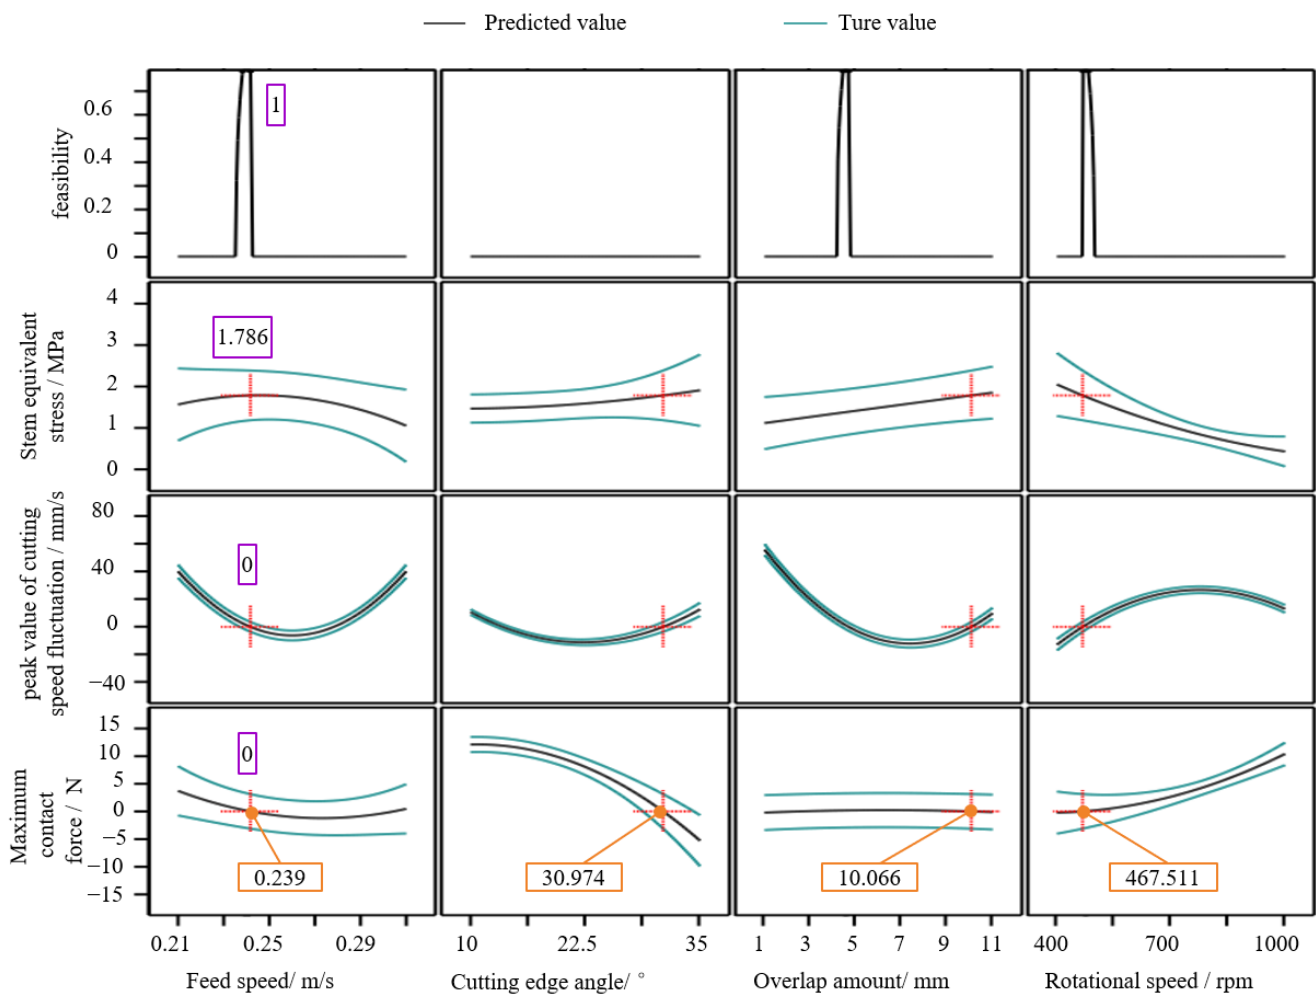 Predicted value
Ture value
feasibility
0.6
0.4
0.2
0
1
Stem equivalent
stress / MPa
4
3
2
1
0
1.786
peak value of cutting
speed fluctuation / mm/s
80
40
0
−40
0
Maximum
contact
force / N
15
10
5
0
−5
−10
−15
0
0.239
30.974
10.066
467.511
0.21 0.25 0.29
10 22.5 35
1 3 5 7 9 11
400 700 1000
Feed speed/ m/s
Cutting edge angle/ °
Overlap amount/ mm
Rotational speed / rpm